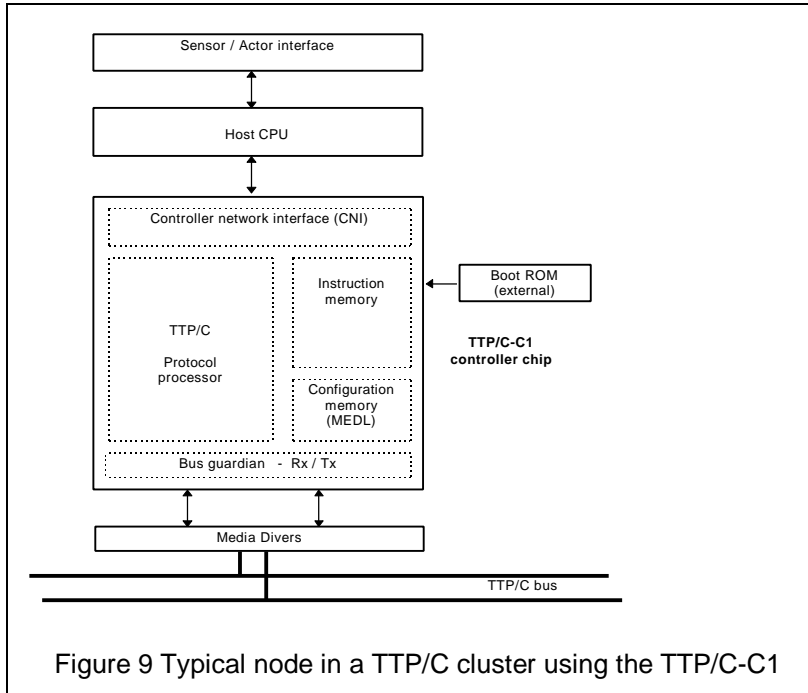 Sensor / Actor interface
Host CPU
Controller network interface (CNI)
Instruction
memory
Boot ROM
(external)
TTP/C
Protocol
processor
TTP/C-C1
controller chip
Configuration
memory
(MEDL)
Bus guardian - Rx / Tx
Media Divers
TTP/C bus
Figure 9 Typical node in a TTP/C cluster using the TTP/C-C1